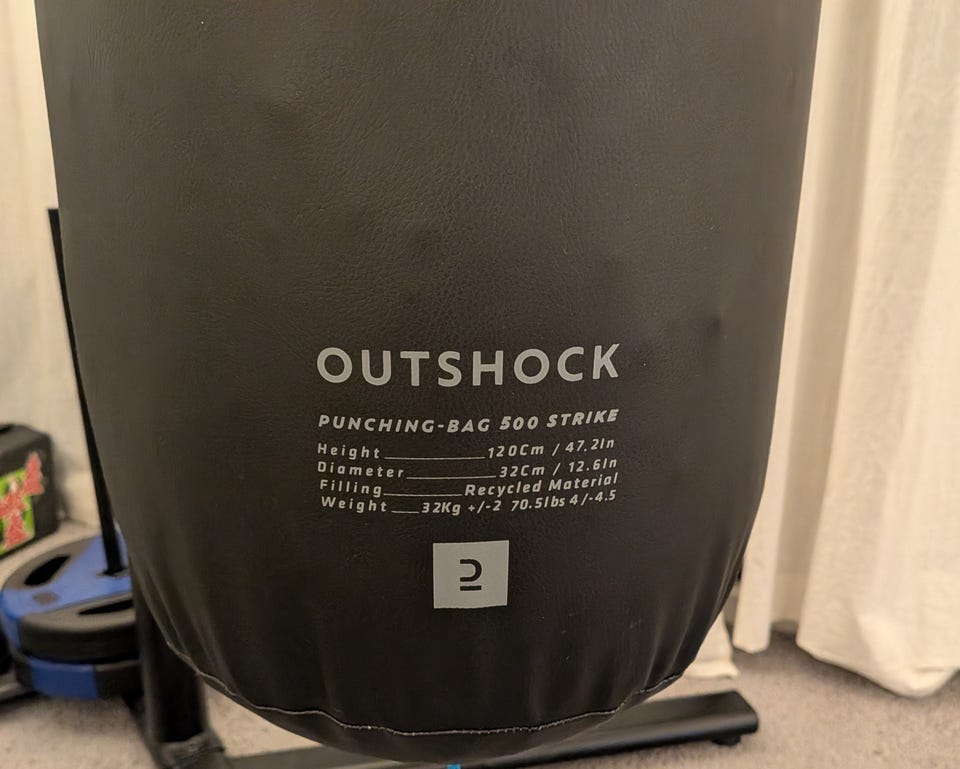 OUTSHOCK
PUNCHING-BAG 500 STRIKE
Height 120Cm / 47.2In
Diameter 32Cm / 12.6In
Filling Recycled Material
Weight 32Kg +/-2 70.5lbs 4/-4.5